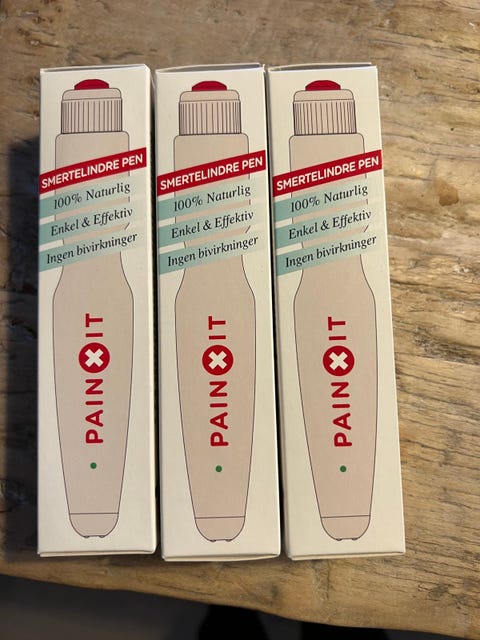 SMERTELINDRE PEN
100% Naturlig
Enkel & Effektiv
Ingen bivirkninger
PAINXIT
SMERTELINDRE PEN
100% Naturlig
Enkel & Effektiv
Ingen bivirkninger
PAINXIT
SMERTELINDRE PEN
100% Naturlig
Enkel & Effektiv
Ingen bivirkninger
PAINXIT